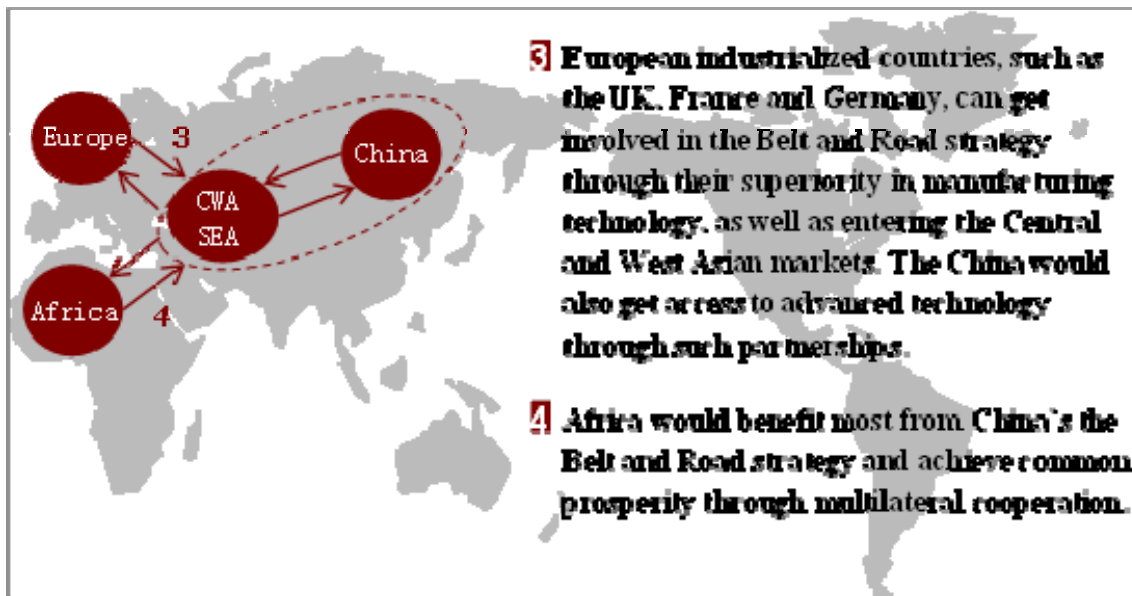 Europe
3
China
CWA
SEA
Africa
4
3 European industrialized countries, such as
the UK, France and Germany, can get
involved in the Belt and Road strategy
through their superiority in manufacturing
technology, as well as entering the Central
and West Asian markets. The China would
also get access to advanced technology
through such partnerships.
4 Africa would benefit most from China's the
Belt and Road strategy and achieve common
prosperity through multilateral cooperation.